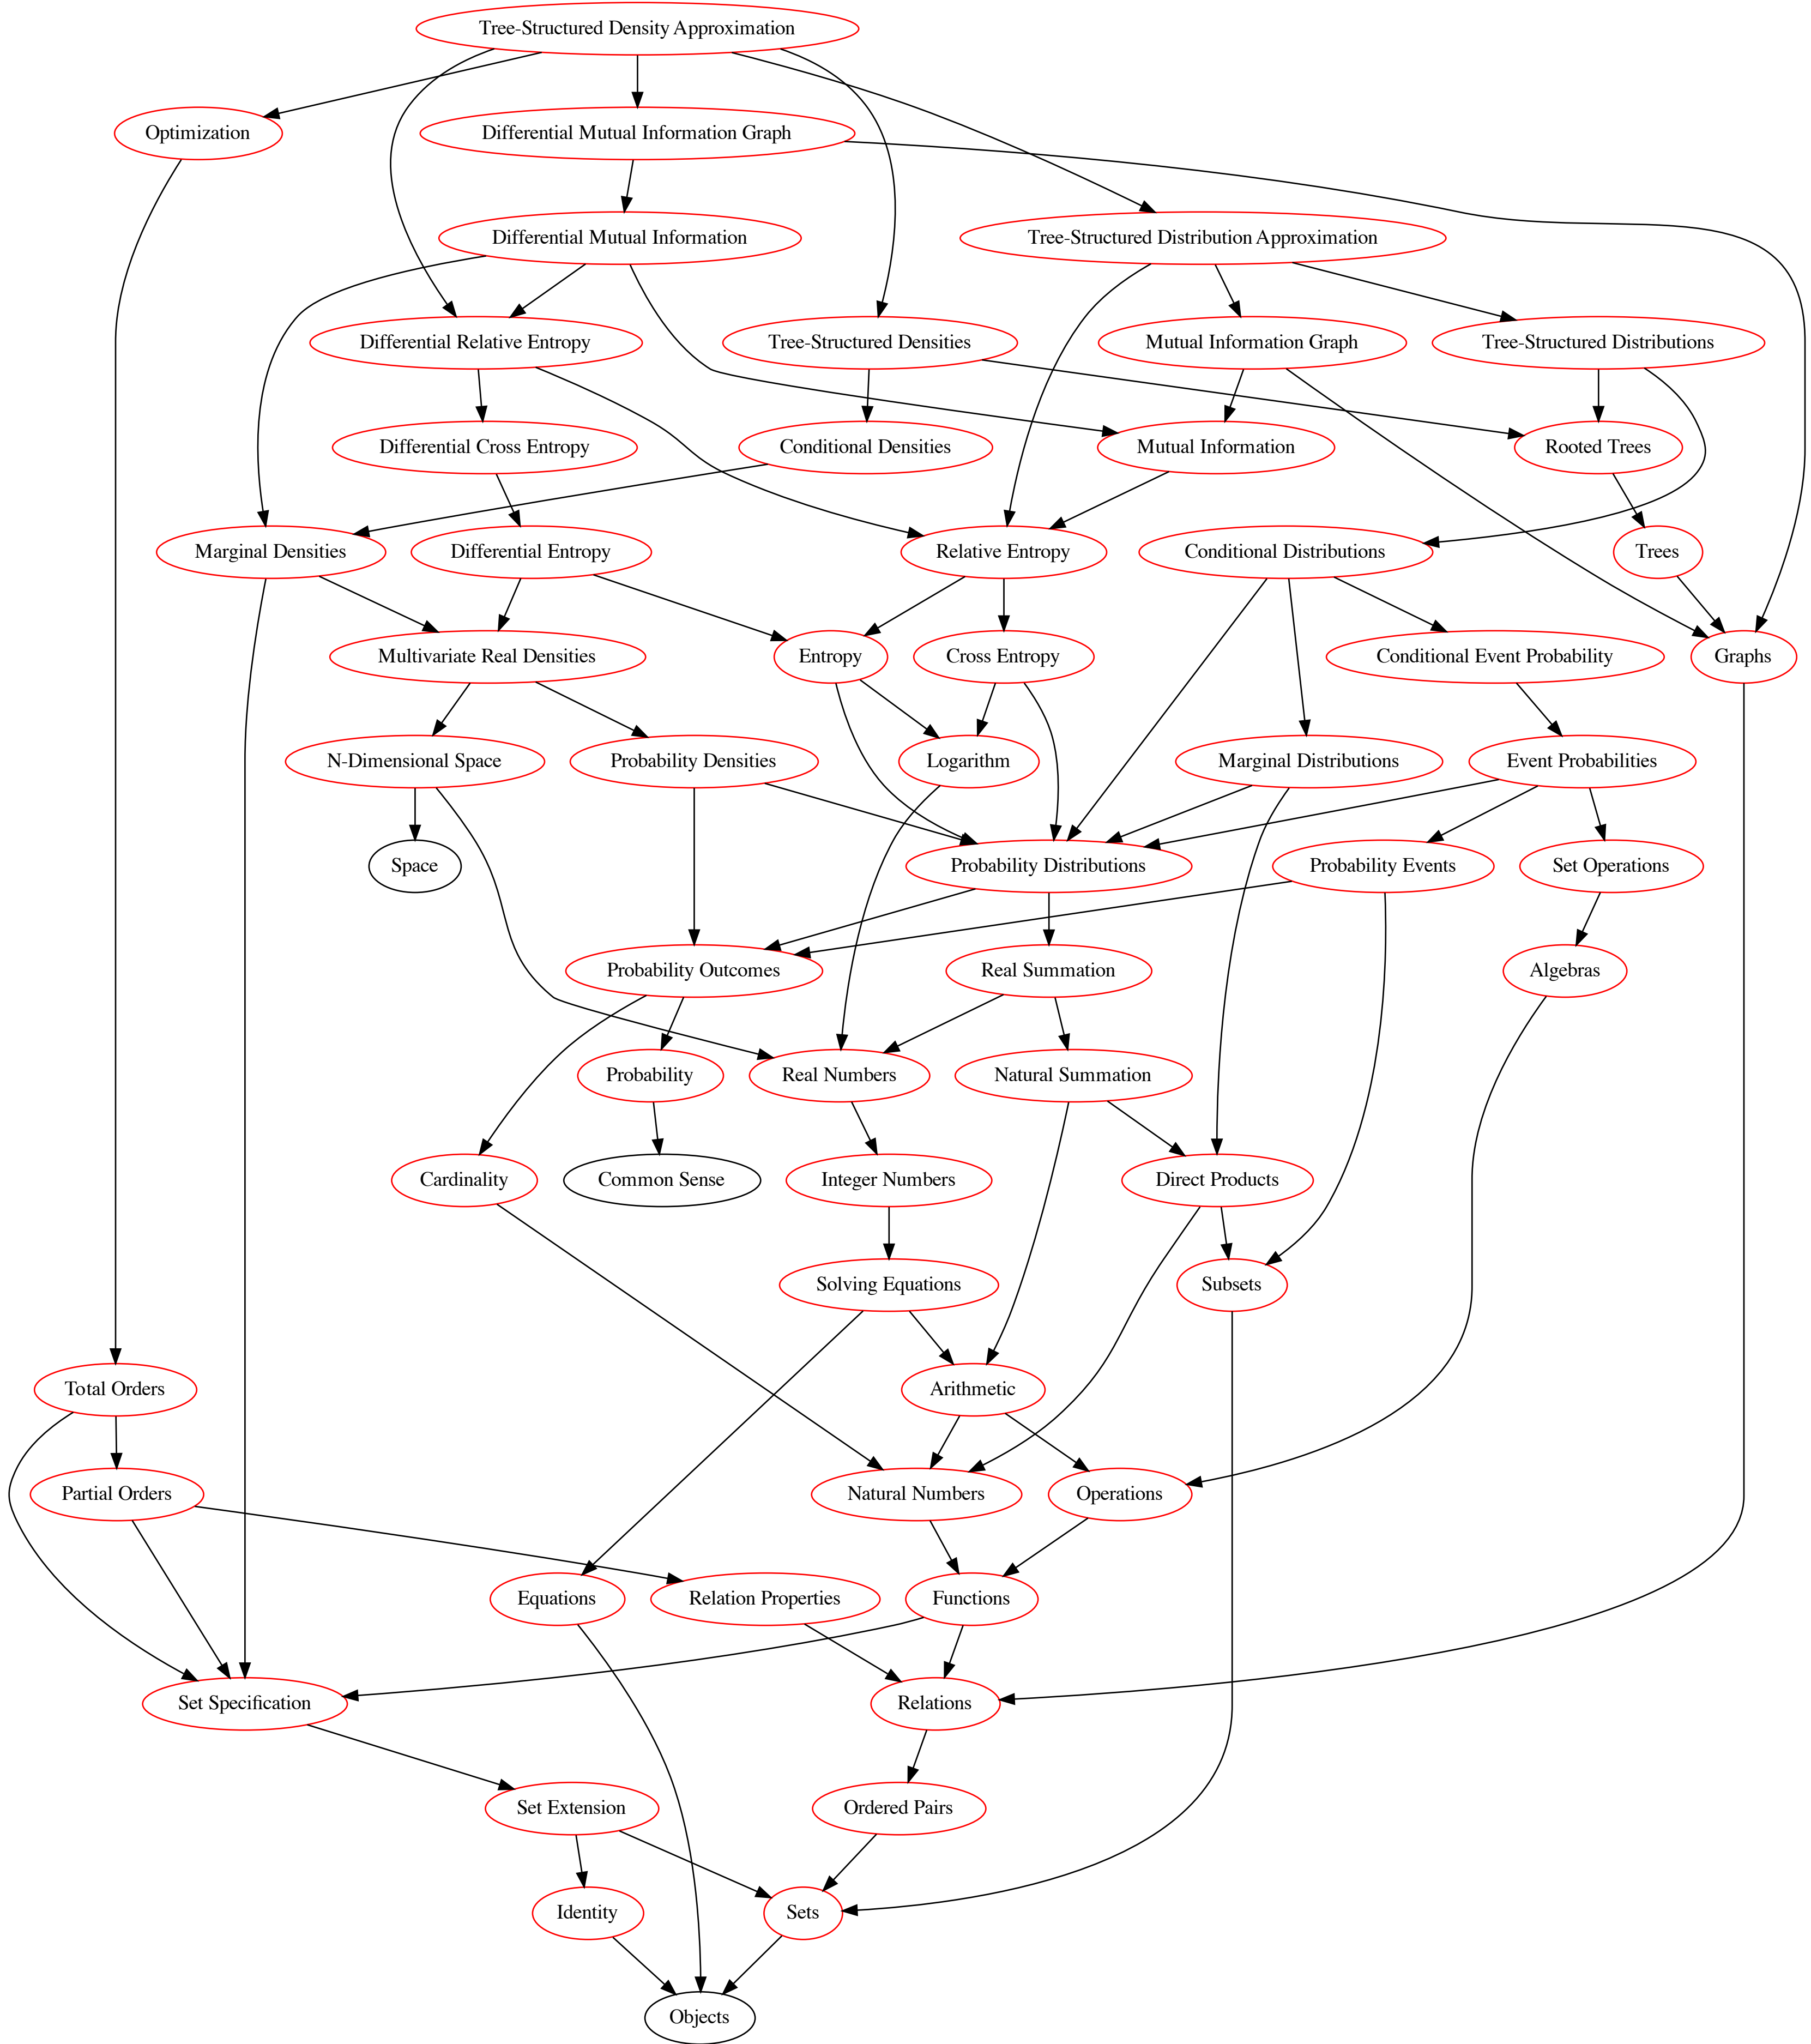 Tree-Structured Density Approximation
Optimization
Differential Mutual Information Graph
Differential Mutual Information
Tree-Structured Distribution Approximation
Differential Relative Entropy
Tree-Structured Densities
Mutual Information Graph
Tree-Structured Distributions
Differential Cross Entropy
Conditional Densities
Mutual Information
Rooted Trees
Marginal Densities
Differential Entropy
Relative Entropy
Conditional Distributions
Trees
Multivariate Real Densities
Entropy
Cross Entropy
Conditional Event Probability
Graphs
N-Dimensional Space
Probability Densities
Logarithm
Marginal Distributions
Event Probabilities
Space
Probability Distributions
Probability Events
Set Operations
Probability Outcomes
Real Summation
Algebras
Probability
Real Numbers
Natural Summation
Cardinality
Common Sense
Integer Numbers
Direct Products
Solving Equations
Subsets
Total Orders
Arithmetic
Partial Orders
Natural Numbers
Operations
Equations
Relation Properties
Functions
Set Specification
Relations
Set Extension
Ordered Pairs
Identity
Sets
Objects